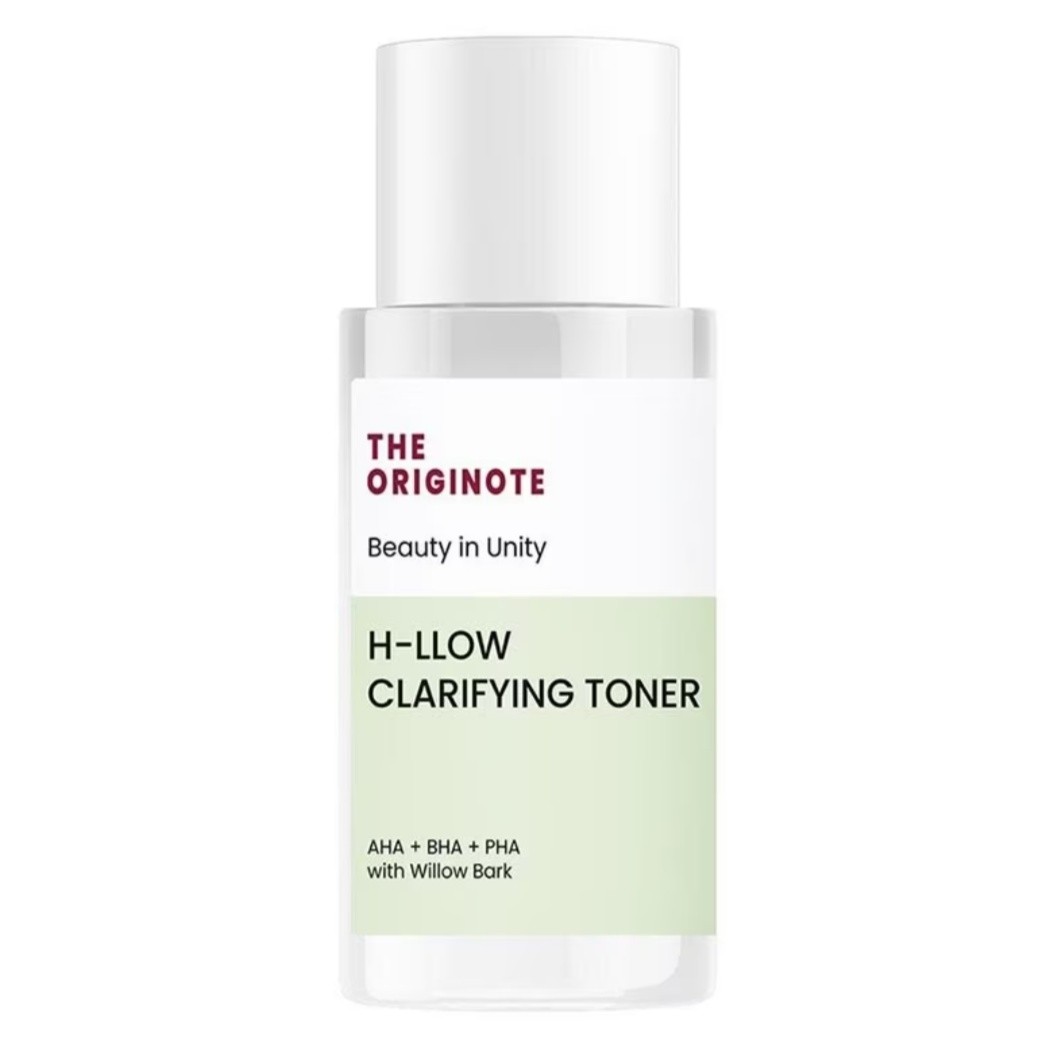 THE
ORIGINOTE
Beauty in Unity
H-LLOW
CLARIFYING TONER
AHA + BHA + PHA
with Willow Bark